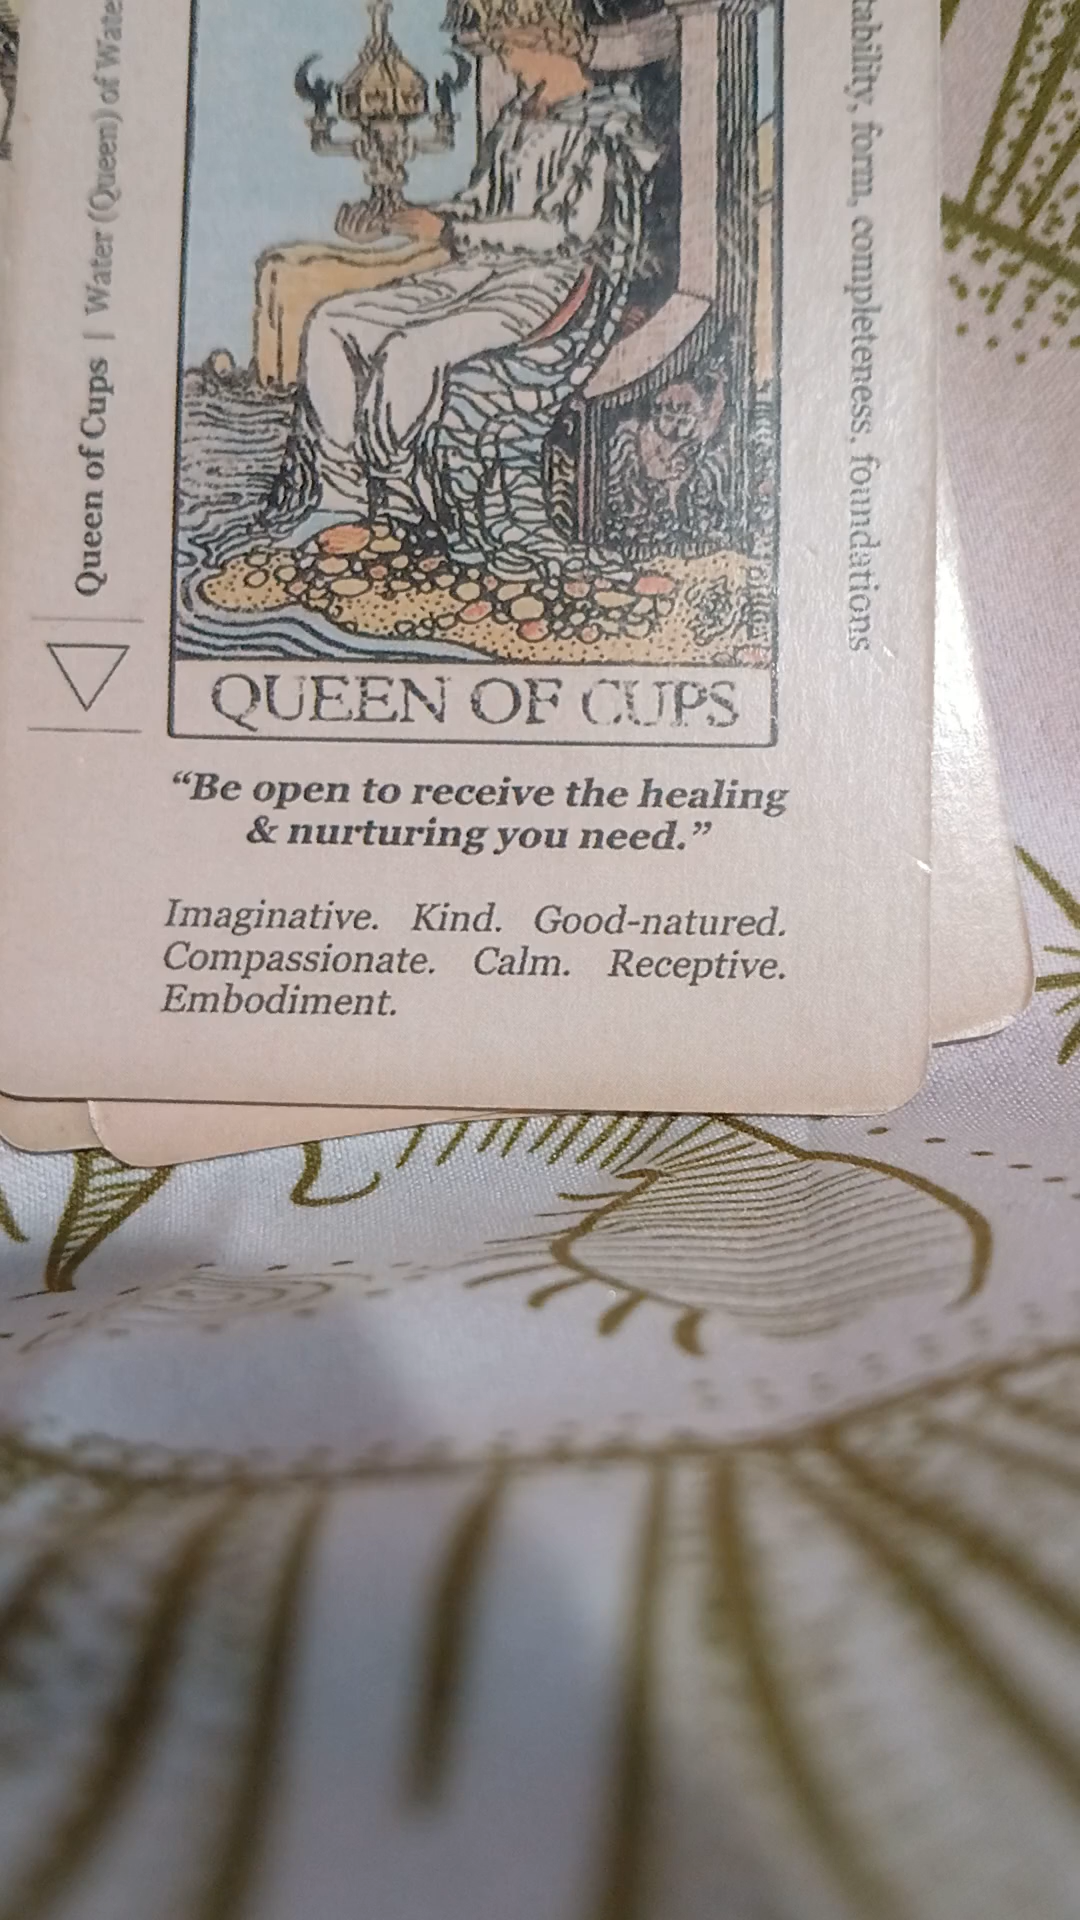 Queen of Cups | Water (Queen) of Wate
tability, form, completeness. foundations
QUEEN OF CUPS
“Be open to receive the healing
& nurturing you need.”
Imaginative. Kind. Good-natured.
Compassionate. Calm. Receptive.
Embodiment.